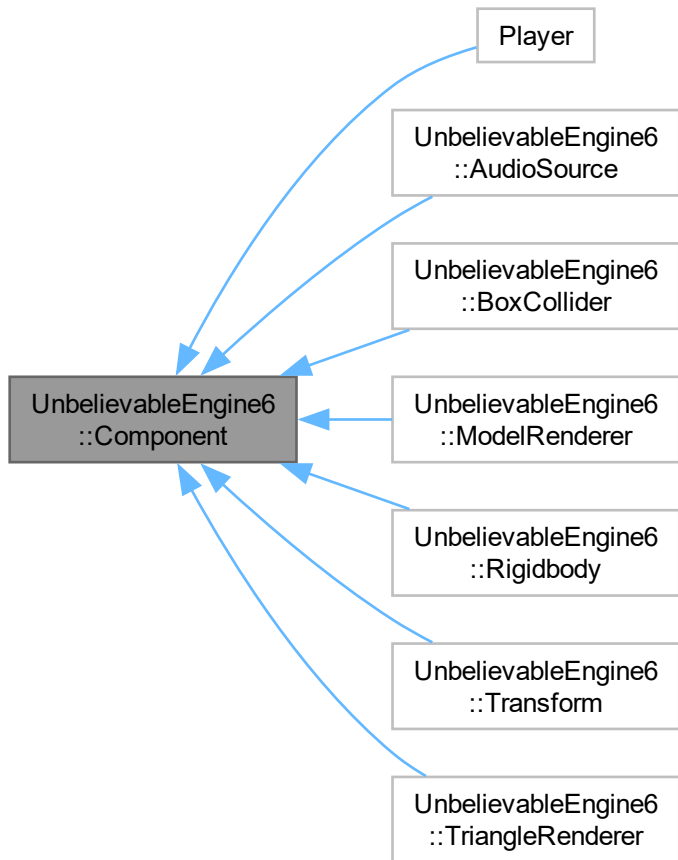 Player
UnbelievableEngine6
::AudioSource
UnbelievableEngine6
::BoxCollider
UnbelievableEngine6
::Component
UnbelievableEngine6
::ModelRenderer
UnbelievableEngine6
::Rigidbody
UnbelievableEngine6
::Transform
UnbelievableEngine6
::TriangleRenderer